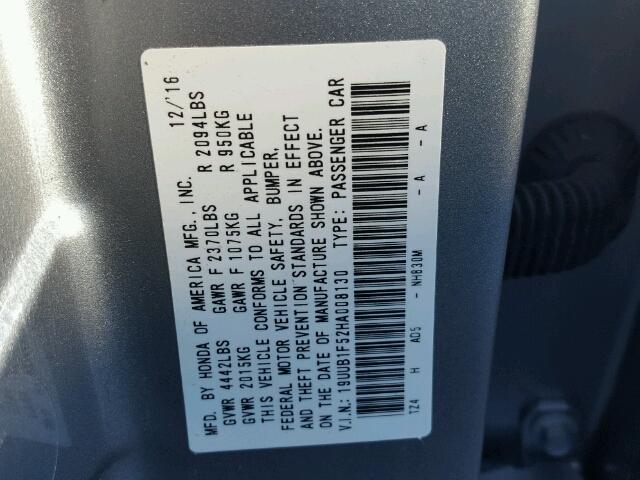 MFD. BY HONDA OF AMERICA MFG., INC. 12/'16
GVWR 4442LBS GAWR F 2370LBS R 2094LBS
GVWR 2015KG GAWR F 1075KG R 950KG
THIS VEHICLE CONFORMS TO ALL APPLICABLE
FEDERAL MOTOR VEHICLE SAFETY, BUMPER,
AND THEFT PREVENTION STANDARDS IN EFFECT
ON THE DATE OF MANUFACTURE SHOWN ABOVE.
V.I.N.: 19UUB1F52HA008130 TYPE: PASSENGER CAR
TZ4 H AD5 - NH830M - A - A